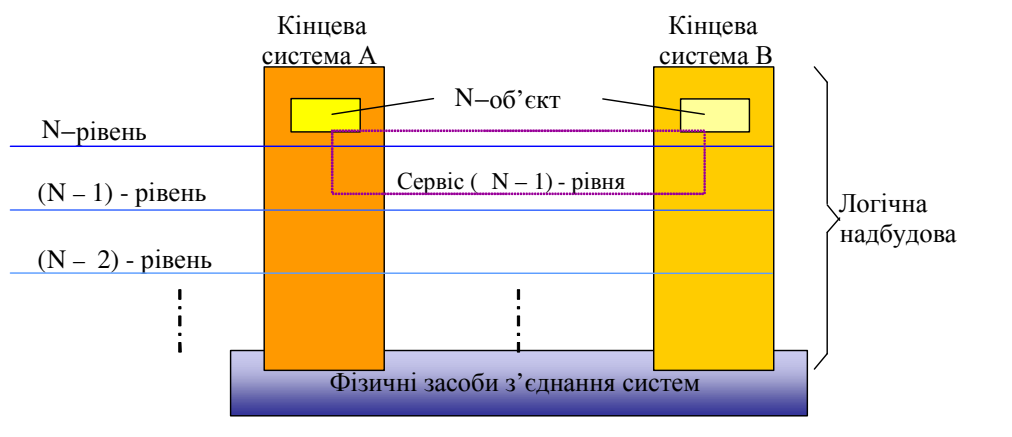 Кінцева
система А
Кінцева
система В
N–об’єкт
N–рівень
Сервіс ( N – 1) - рівня
(N – 1) - рівень
Логічна
надбудова
(N – 2) - рівень
Фізичні засоби з’єднання систем